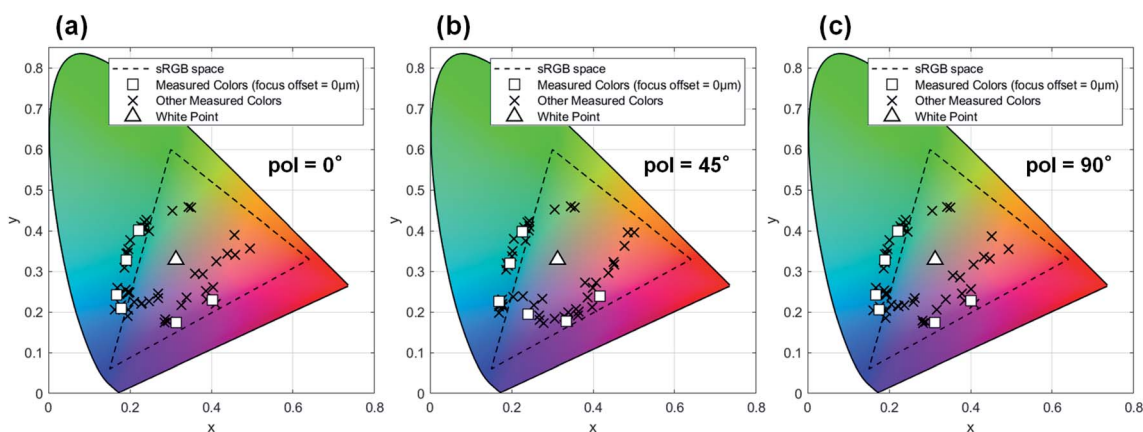 (a)
(b)
(c)
sRGB space
Measured Colors (focus offset = 0μm)
Other Measured Colors
White Point
pol = 0°
y
0.8
0.7
0.6
0.5
0.4
0.3
0.2
0.1
0
0
0.2
0.4
0.6
0.8
x
sRGB space
Measured Colors (focus offset = 0μm)
Other Measured Colors
White Point
pol = 45°
y
0.8
0.7
0.6
0.5
0.4
0.3
0.2
0.1
0
0
0.2
0.4
0.6
0.8
x
sRGB space
Measured Colors (focus offset = 0μm)
Other Measured Colors
White Point
pol = 90°
y
0.8
0.7
0.6
0.5
0.4
0.3
0.2
0.1
0
0
0.2
0.4
0.6
0.8
x